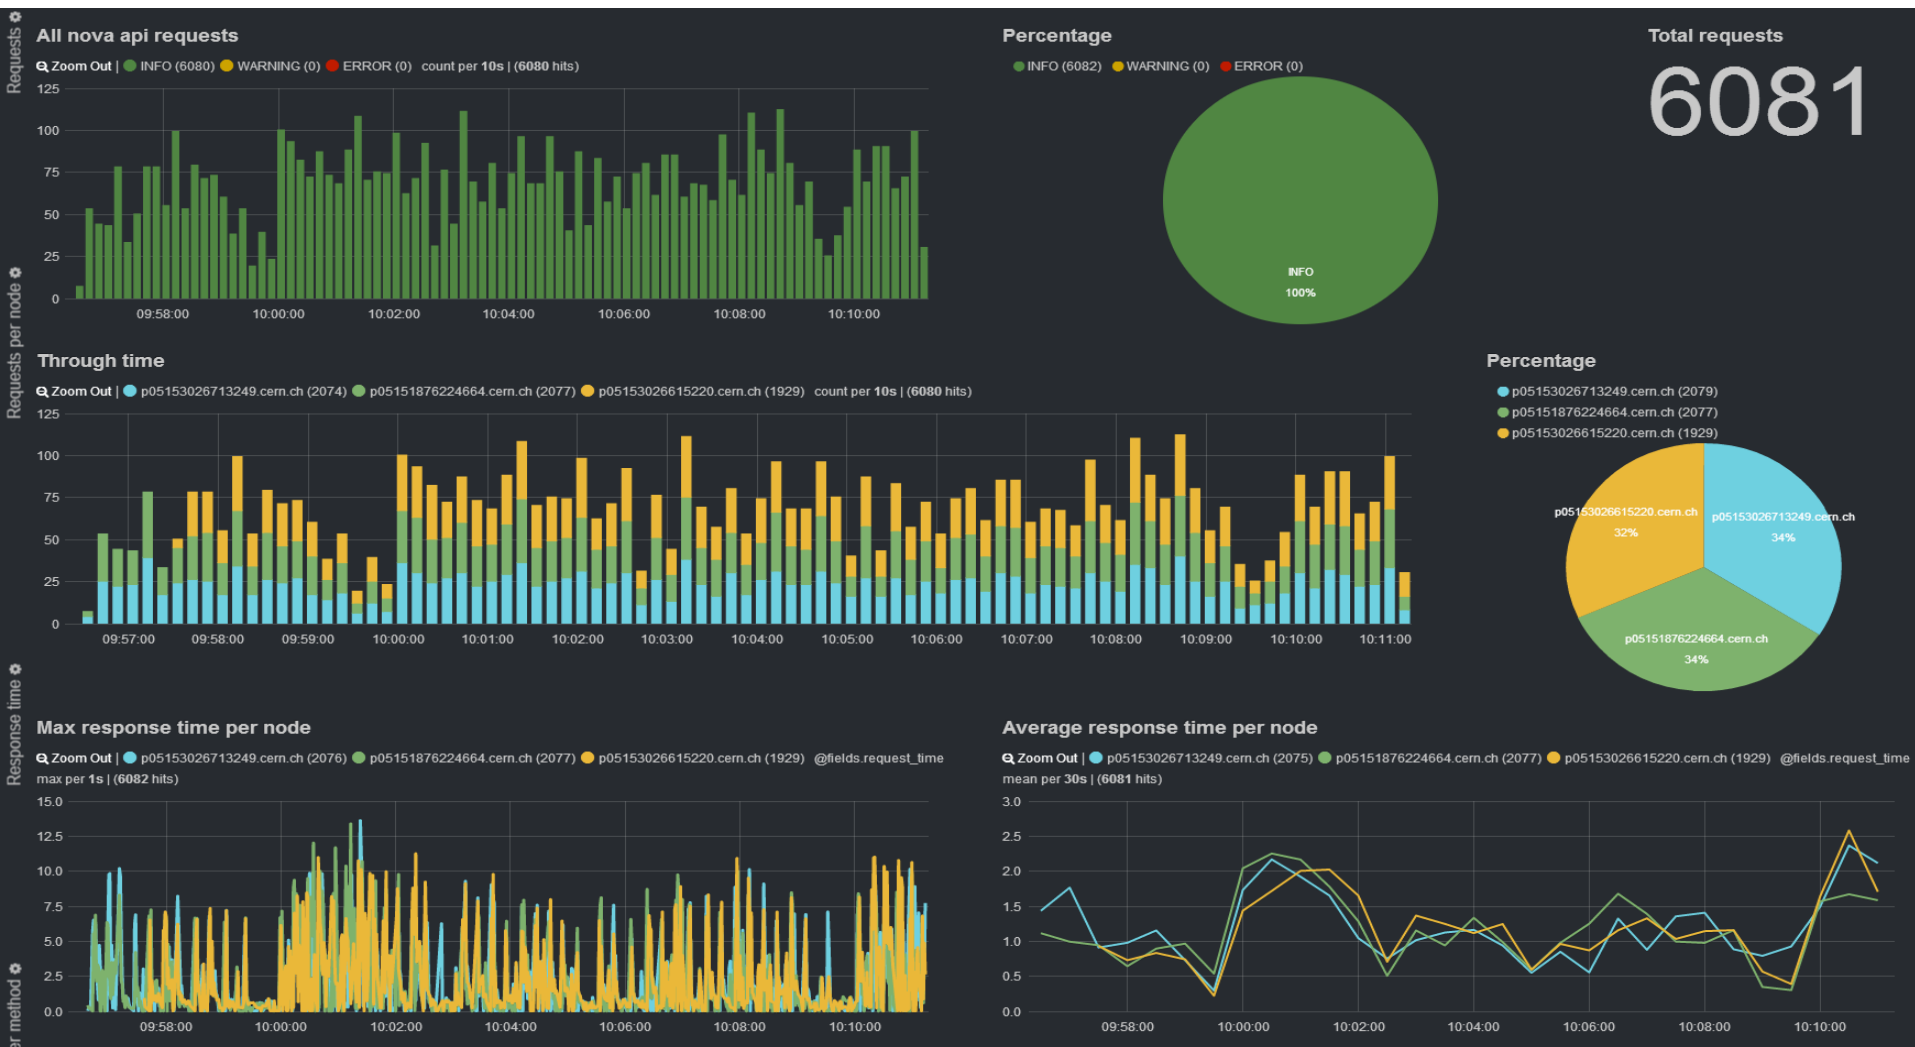 Requests
All nova api requests
Zoom Out | INFO (6080) WARNING (0) ERROR (0) count per 10s | (6080 hits)
125
100
75
50
25
0
09:58:00 10:00:00 10:02:00 10:04:00 10:06:00 10:08:00 10:10:00
Percentage
INFO (6082) WARNING (0) ERROR (0)
INFO
100%
Total requests
6081
Requests per node
Through time
Zoom Out | p05153026713249.cern.ch (2074) p05151876224664.cern.ch (2077) p05153026615220.cern.ch (1929) count per 10s | (6080 hits)
125
100
75
50
25
0
09:57:00 09:58:00 09:59:00 10:00:00 10:01:00 10:02:00 10:03:00 10:04:00 10:05:00 10:06:00 10:07:00 10:08:00 10:09:00 10:10:00 10:11:00
Percentage
p05153026713249.cern.ch (2079)
p05151876224664.cern.ch (2077)
p05153026615220.cern.ch (1929)
p05153026615220.cern.ch
32%
p05153026713249.cern.ch
34%
p05151876224664.cern.ch
34%
Response time
Max response time per node
Zoom Out | p05153026713249.cern.ch (2076) p05151876224664.cern.ch (2077) p05153026615220.cern.ch (1929) @fields.request_time
max per 1s | (6082 hits)
15.0
12.5
10.0
7.5
5.0
2.5
0.0
09:58:00 10:00:00 10:02:00 10:04:00 10:06:00 10:08:00 10:10:00
Average response time per node
Zoom Out | p05153026713249.cern.ch (2075) p05151876224664.cern.ch (2077) p05153026615220.cern.ch (1929) @fields.request_time
mean per 30s | (6081 hits)
3.0
2.5
2.0
1.5
1.0
0.5
0.0
09:58:00 10:00:00 10:02:00 10:04:00 10:06:00 10:08:00 10:10:00
er method